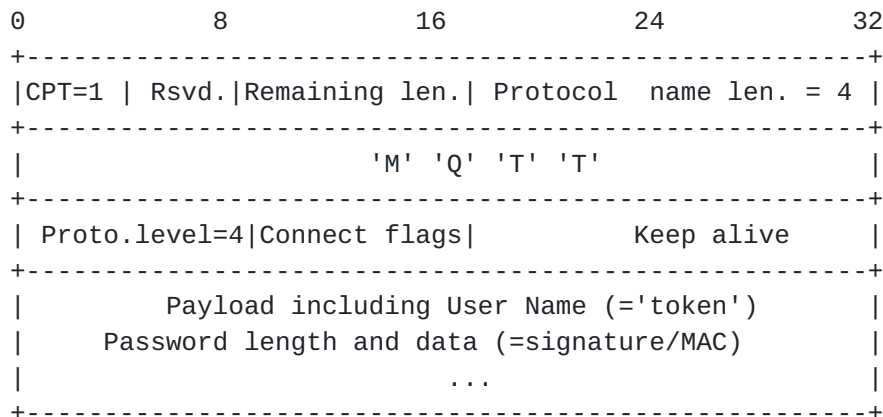 0 8 16 24 32
+-----------------------------------------------------------------+
|CPT=1 | Rsvd.|Remaining len.| Protocol name len. = 4 |
+-----------------------------------------------------------------+
| 'M' 'Q' 'T' 'T' |
+-----------------------------------------------------------------+
| Proto.level=4|Connect flags| Keep alive |
+-----------------------------------------------------------------+
| Payload including User Name (='token') |
| Password length and data (=signature/MAC) |
| ... |
+-----------------------------------------------------------------+